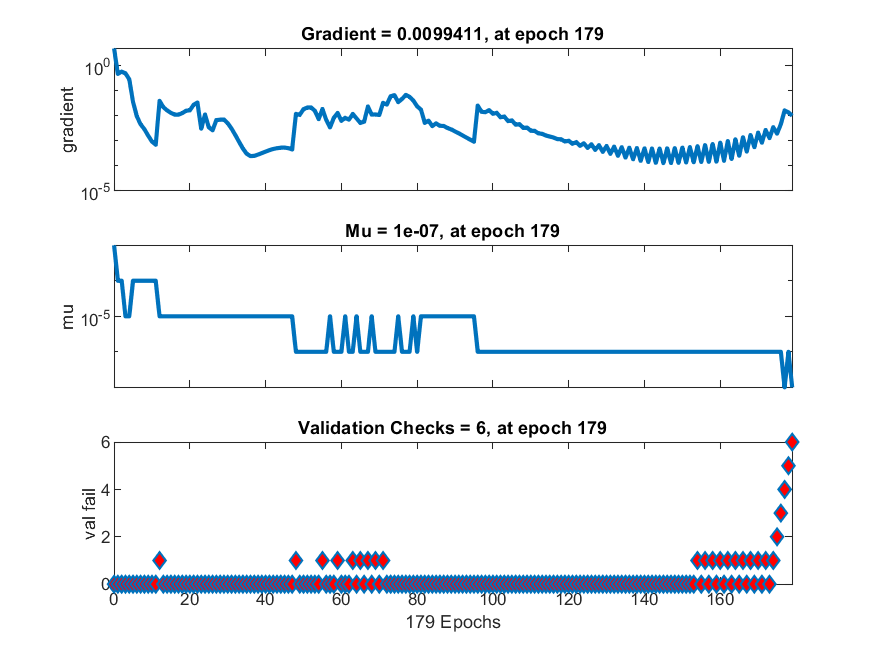 Gradient = 0.0099411, at epoch 179
10^0
gradient
10^-5
Mu = 1e-07, at epoch 179
10^-5
mu
Validation Checks = 6, at epoch 179
6
4
val fail
2
0
0 20 40 60 80 100 120 140 160
179 Epochs